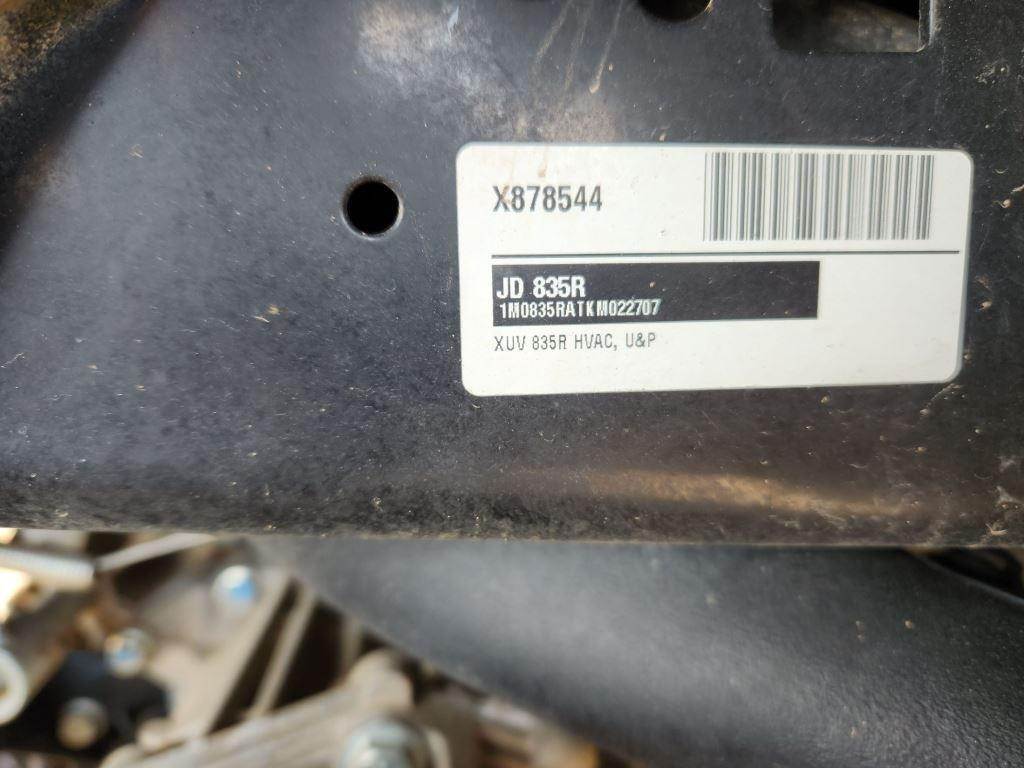 X878544
JD 835R
1M0835RATKM022707
XUV 835R HVAC, U&P